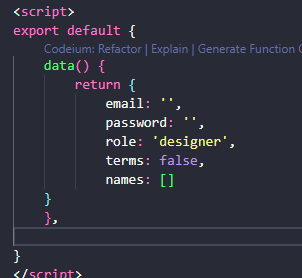 <script>
export default {
Codeium: Refactor | Explain | Generate Function
data() {
return {
email: '',
password: '',
role: 'designer',
terms: false,
names: []
}
},
}
</script>